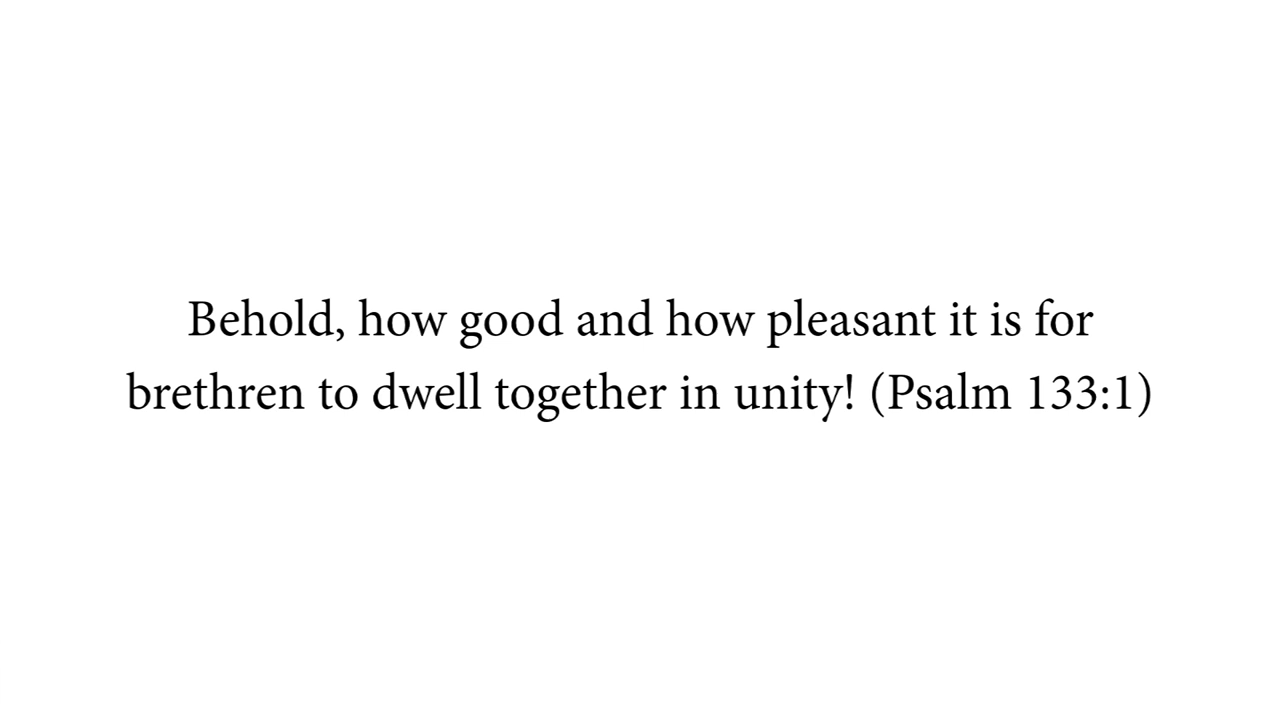 Behold, how good and how pleasant it is for
brethren to dwell together in unity! (Psalm 133:1)